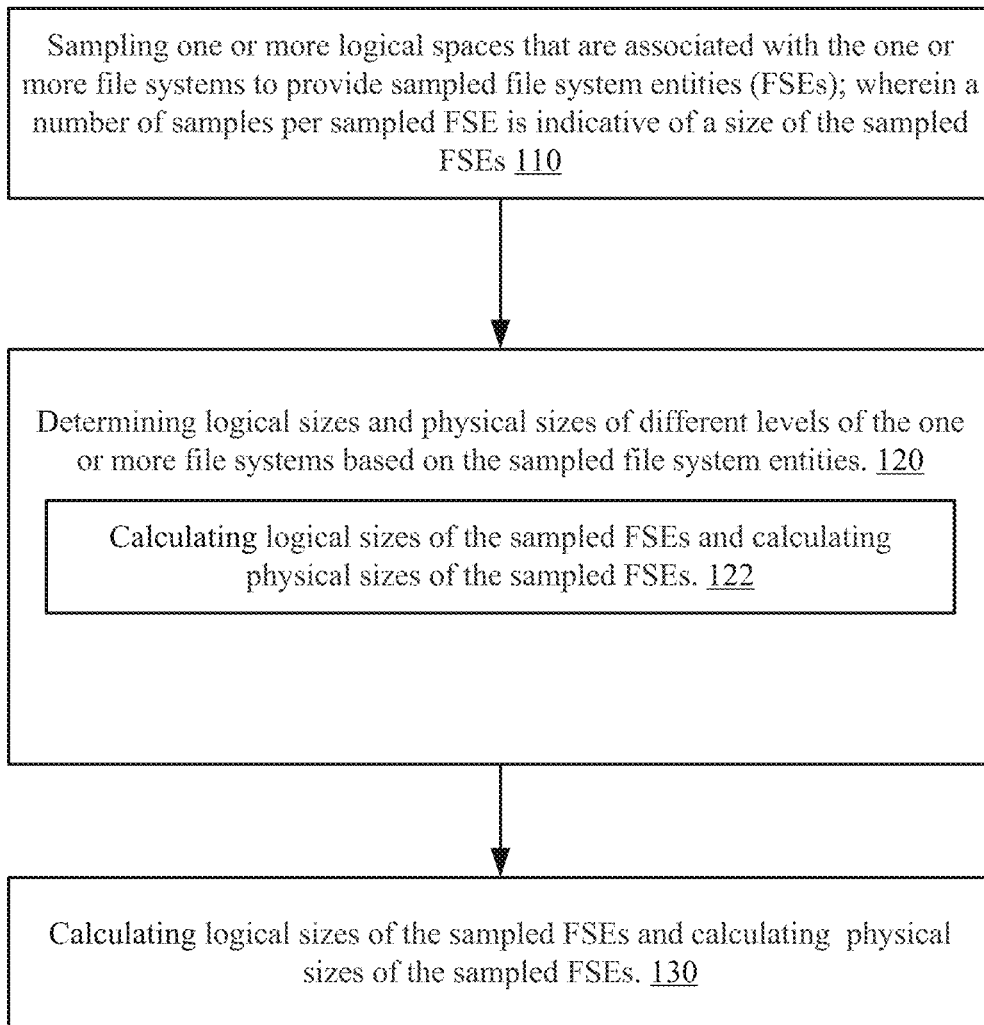 Sampling one or more logical spaces that are associated with the one or
more file systems to provide sampled file system entities (FSEs); wherein a
number of samples per sampled FSE is indicative of a size of the sampled
FSEs 110
Determining logical sizes and physical sizes of different levels of the one
or more file systems based on the sampled file system entities. 120
Calculating logical sizes of the sampled FSEs and calculating
physical sizes of the sampled FSEs. 122
Calculating logical sizes of the sampled FSEs and calculating physical
sizes of the sampled FSEs. 130